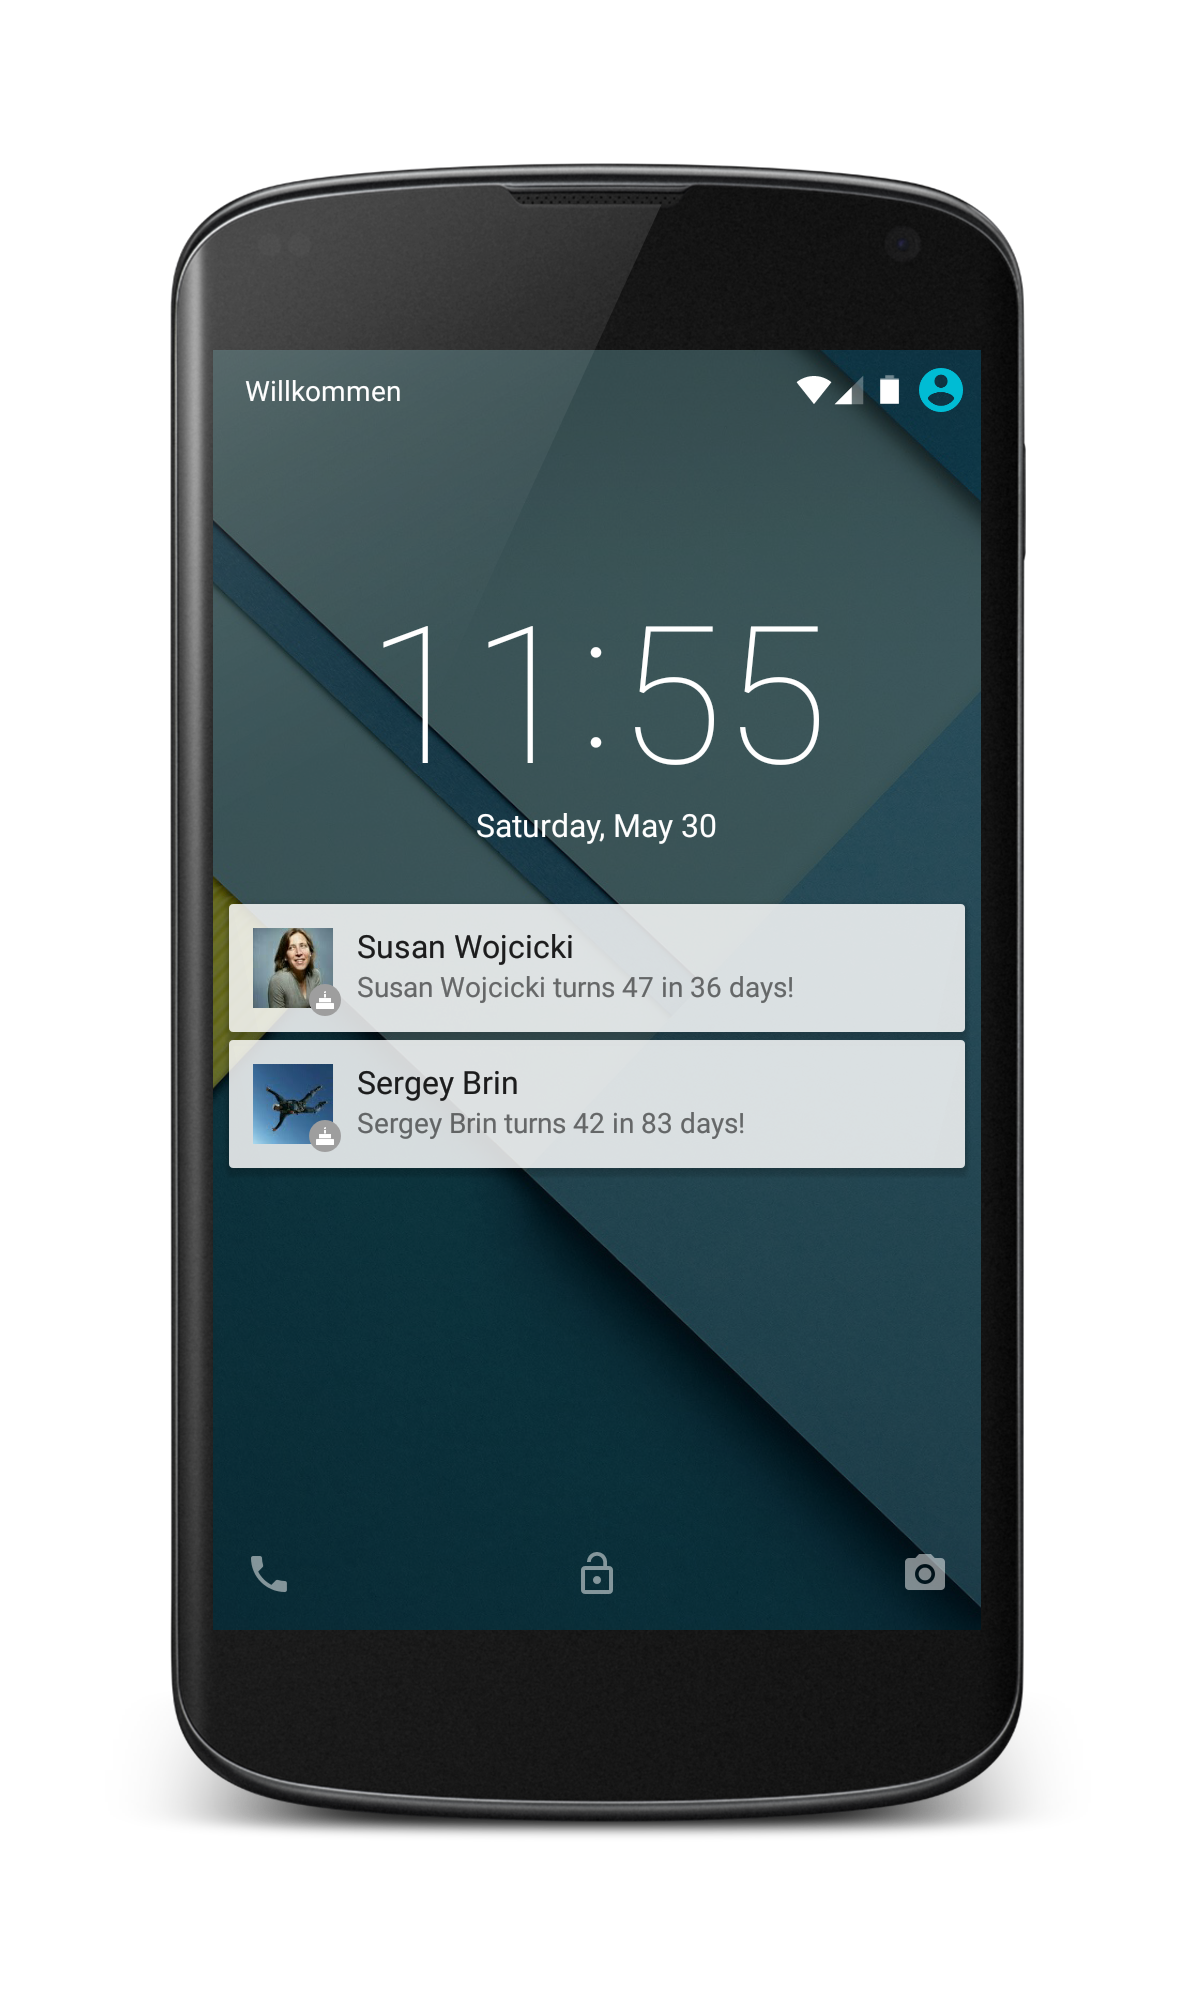 Willkommen
11:55
Saturday, May 30
Susan Wojcicki
Susan Wojcicki turns 47 in 36 days!
Sergey Brin
Sergey Brin turns 42 in 83 days!